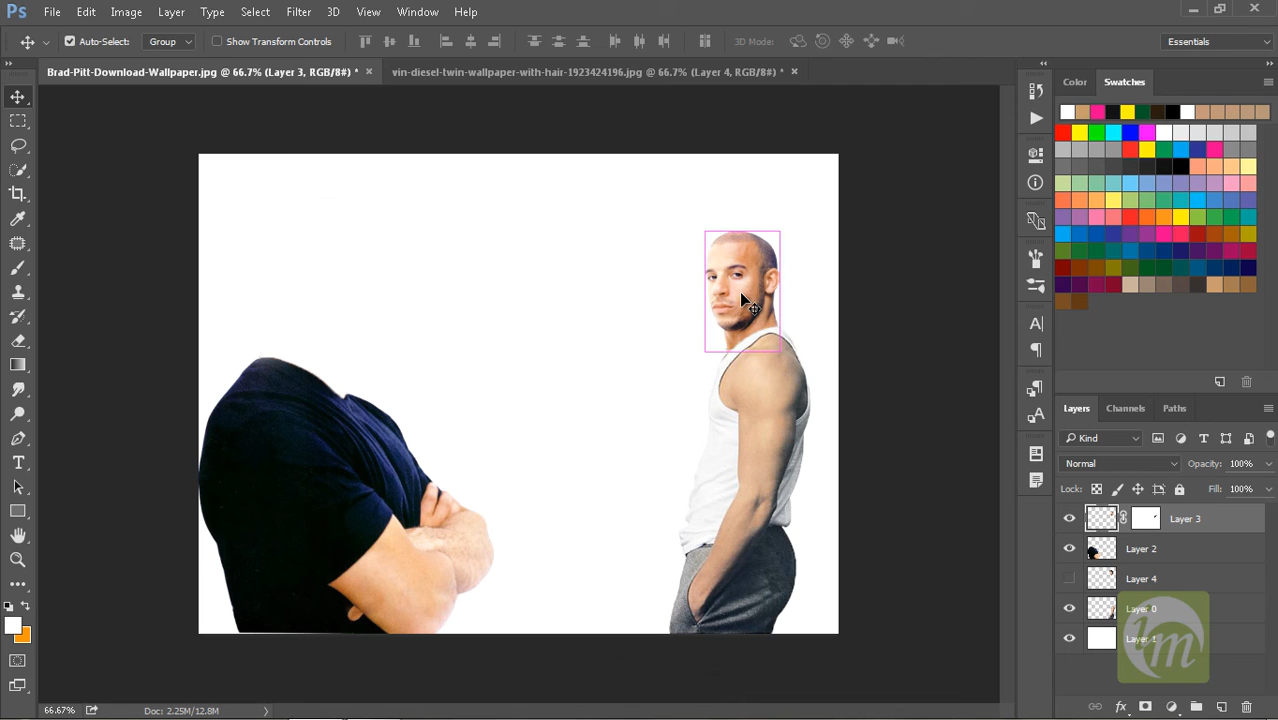 Ps File Edit Image Layer Type Select Filter 3D View Window Help
Auto-Select: Group Show Transform Controls 3D Mode: Essentials
Brad-Pitt-Download-Wallpaper.jpg @ 66.7% (Layer 3, RGB/8#) * × vin-diesel-twin-wallpaper-with-hair-1923424196.jpg @ 66.7% (Layer 4, RGB/8#) * ×
Color Swatches
Layers Channels Paths
Kind
Normal Opacity: 100%
Lock: Fill: 100%
Layer 3
Layer 2
Layer 4
Layer 0
Layer 1
66.67% Doc: 2.25M/12.8M